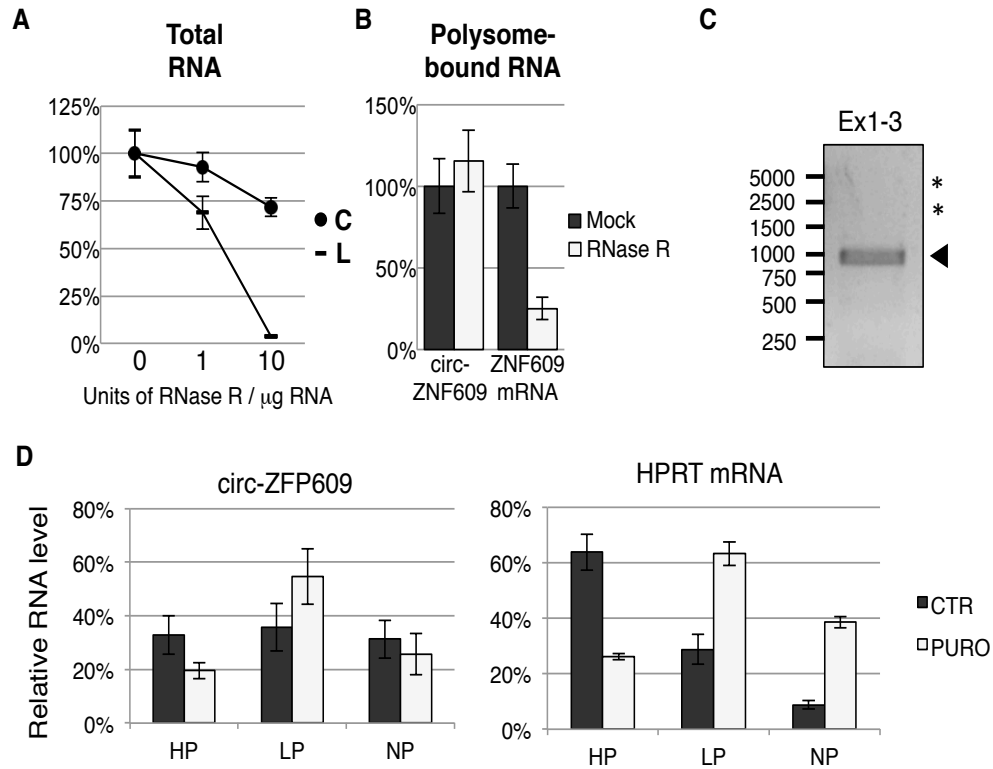 A
Total
RNA
125%
100%
75%
50%
25%
0%
0 1 10
Units of RNase R / μg RNA
C
L
B
Polysome-
bound RNA
150%
100%
50%
0%
circ-
ZNF609
ZNF609
mRNA
Mock
RNase R
C
Ex1-3
5000
2500
1500
1000
750
500
250
*
*
D
circ-ZFP609
Relative RNA level
80%
60%
40%
20%
0%
HP LP NP
HPRT mRNA
80%
60%
40%
20%
0%
HP LP NP
CTR
PURO